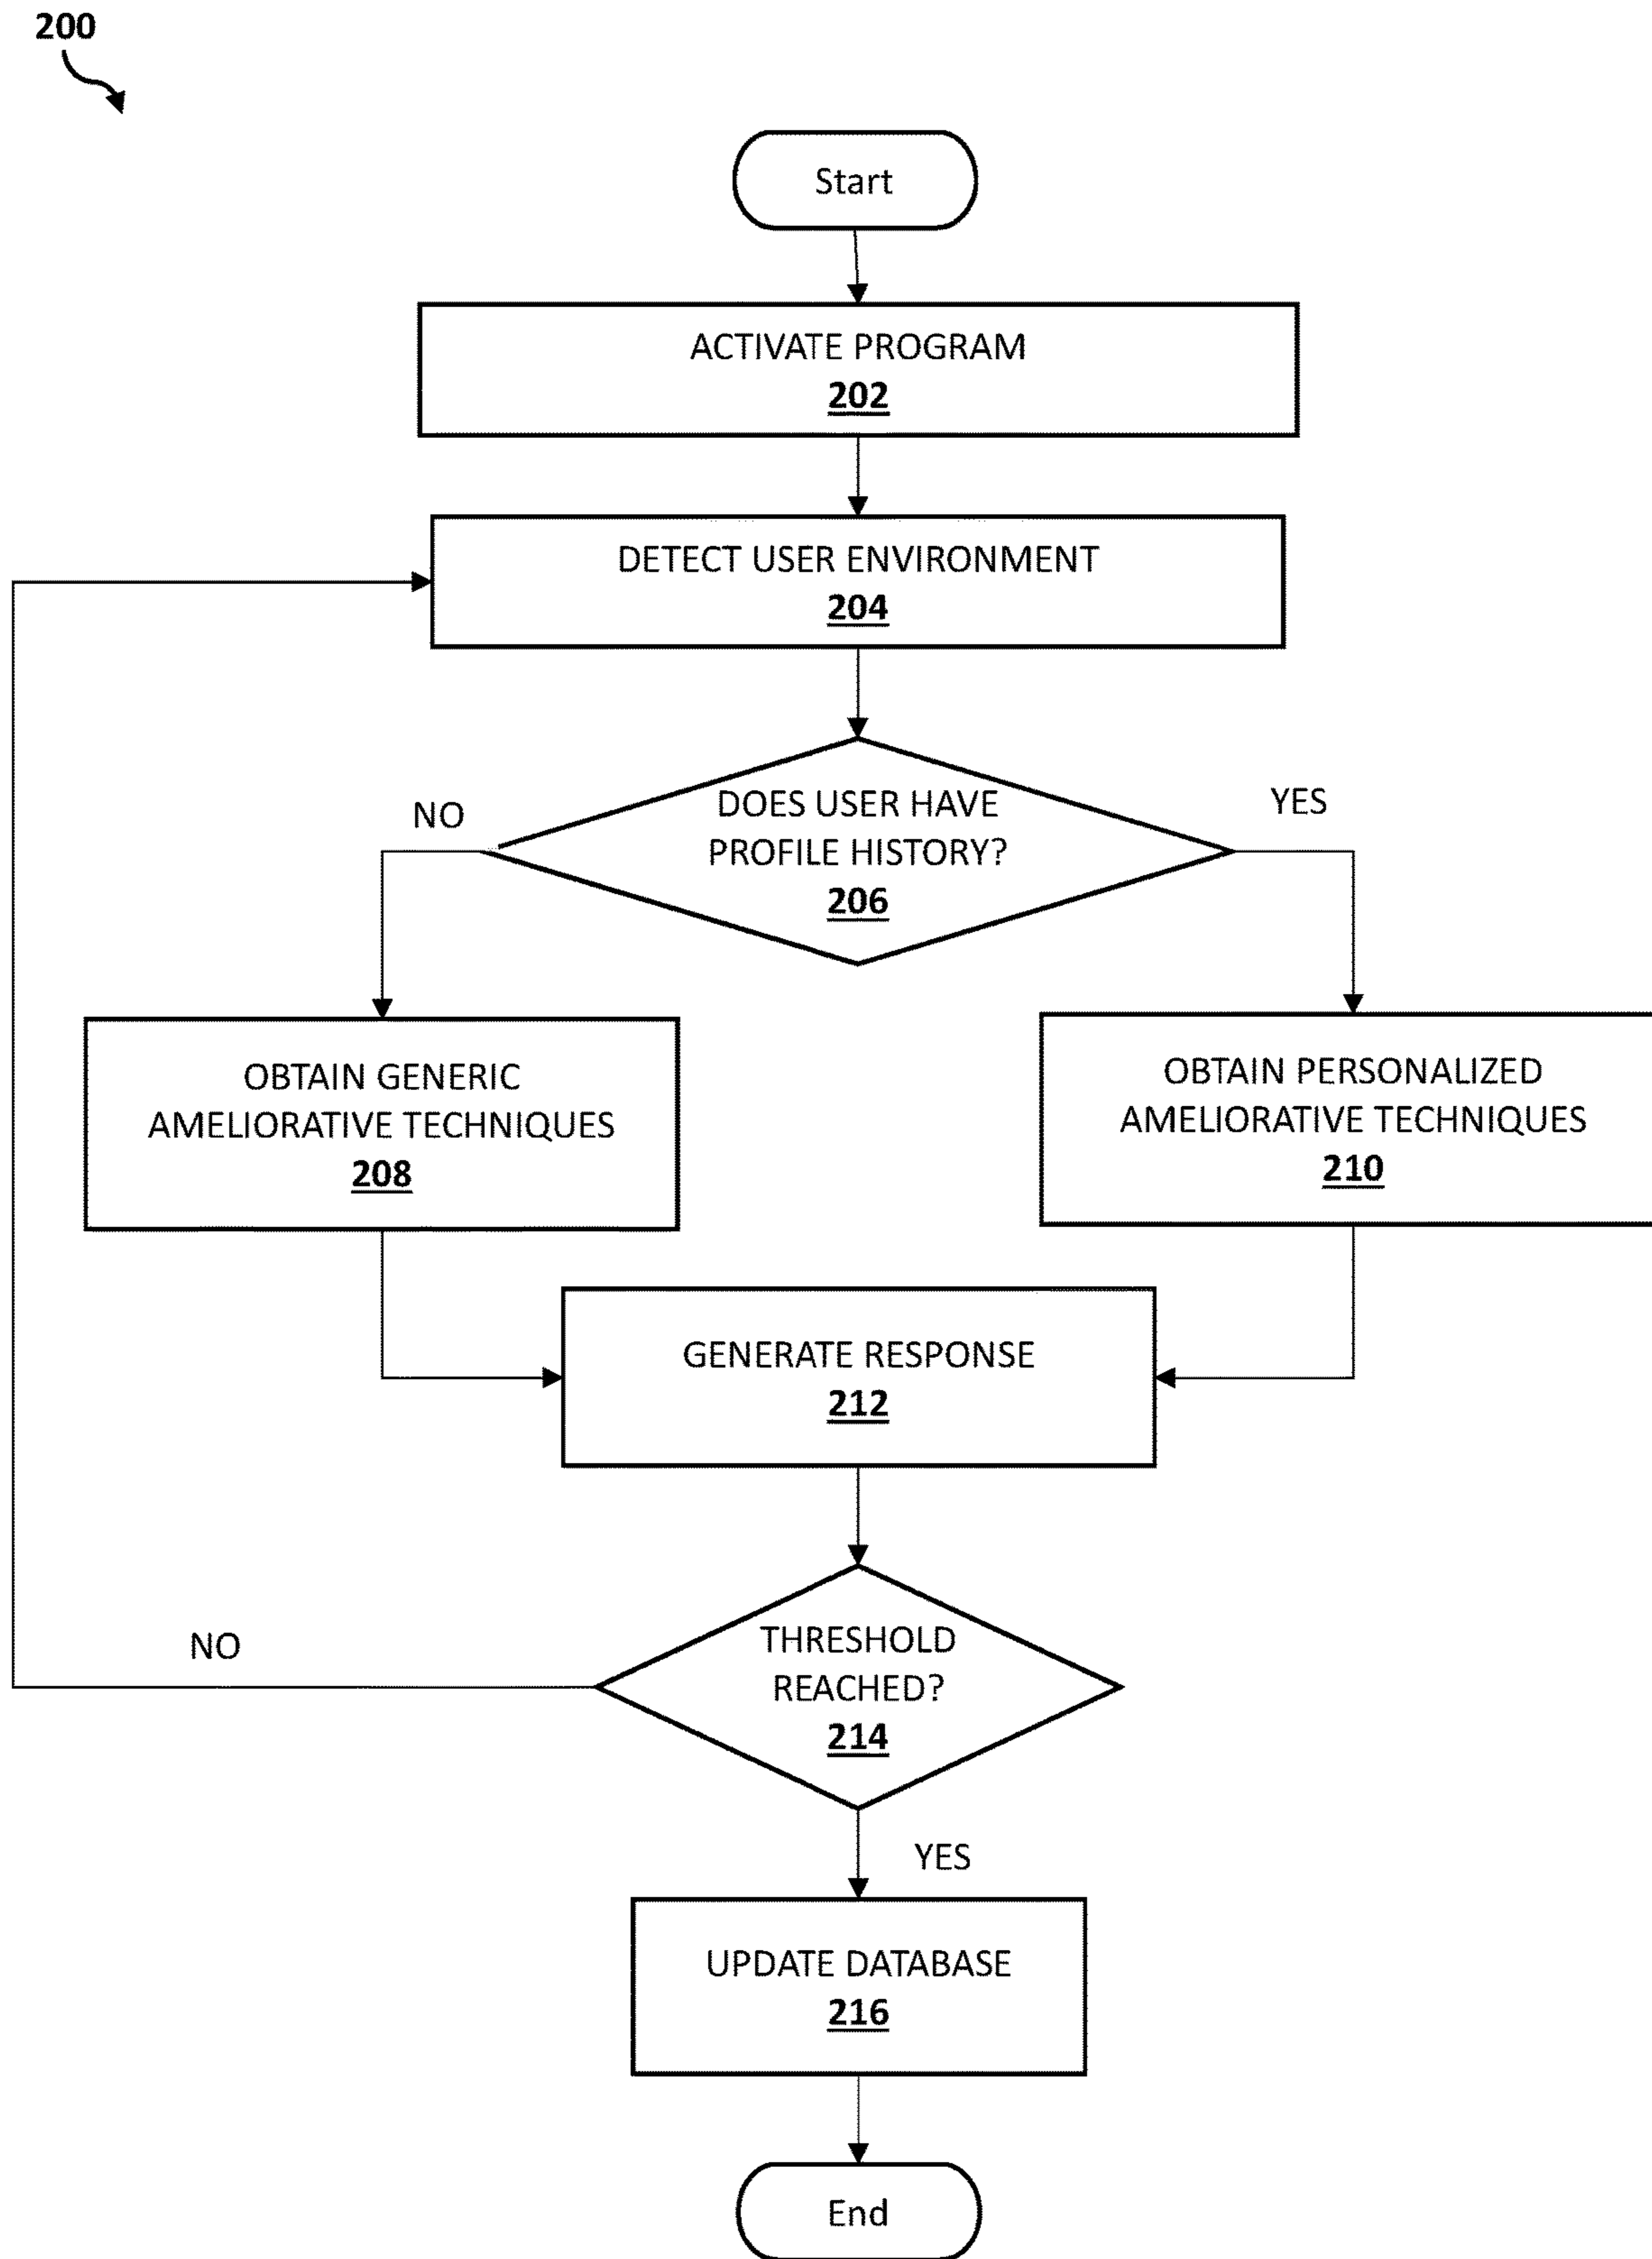 200
Start
ACTIVATE PROGRAM
202
DETECT USER ENVIRONMENT
204
DOES USER HAVE
PROFILE HISTORY?
206
NO
YES
OBTAIN GENERIC
AMELIORATIVE TECHNIQUES
208
OBTAIN PERSONALIZED
AMELIORATIVE TECHNIQUES
210
GENERATE RESPONSE
212
THRESHOLD
REACHED?
214
NO
YES
UPDATE DATABASE
216
End